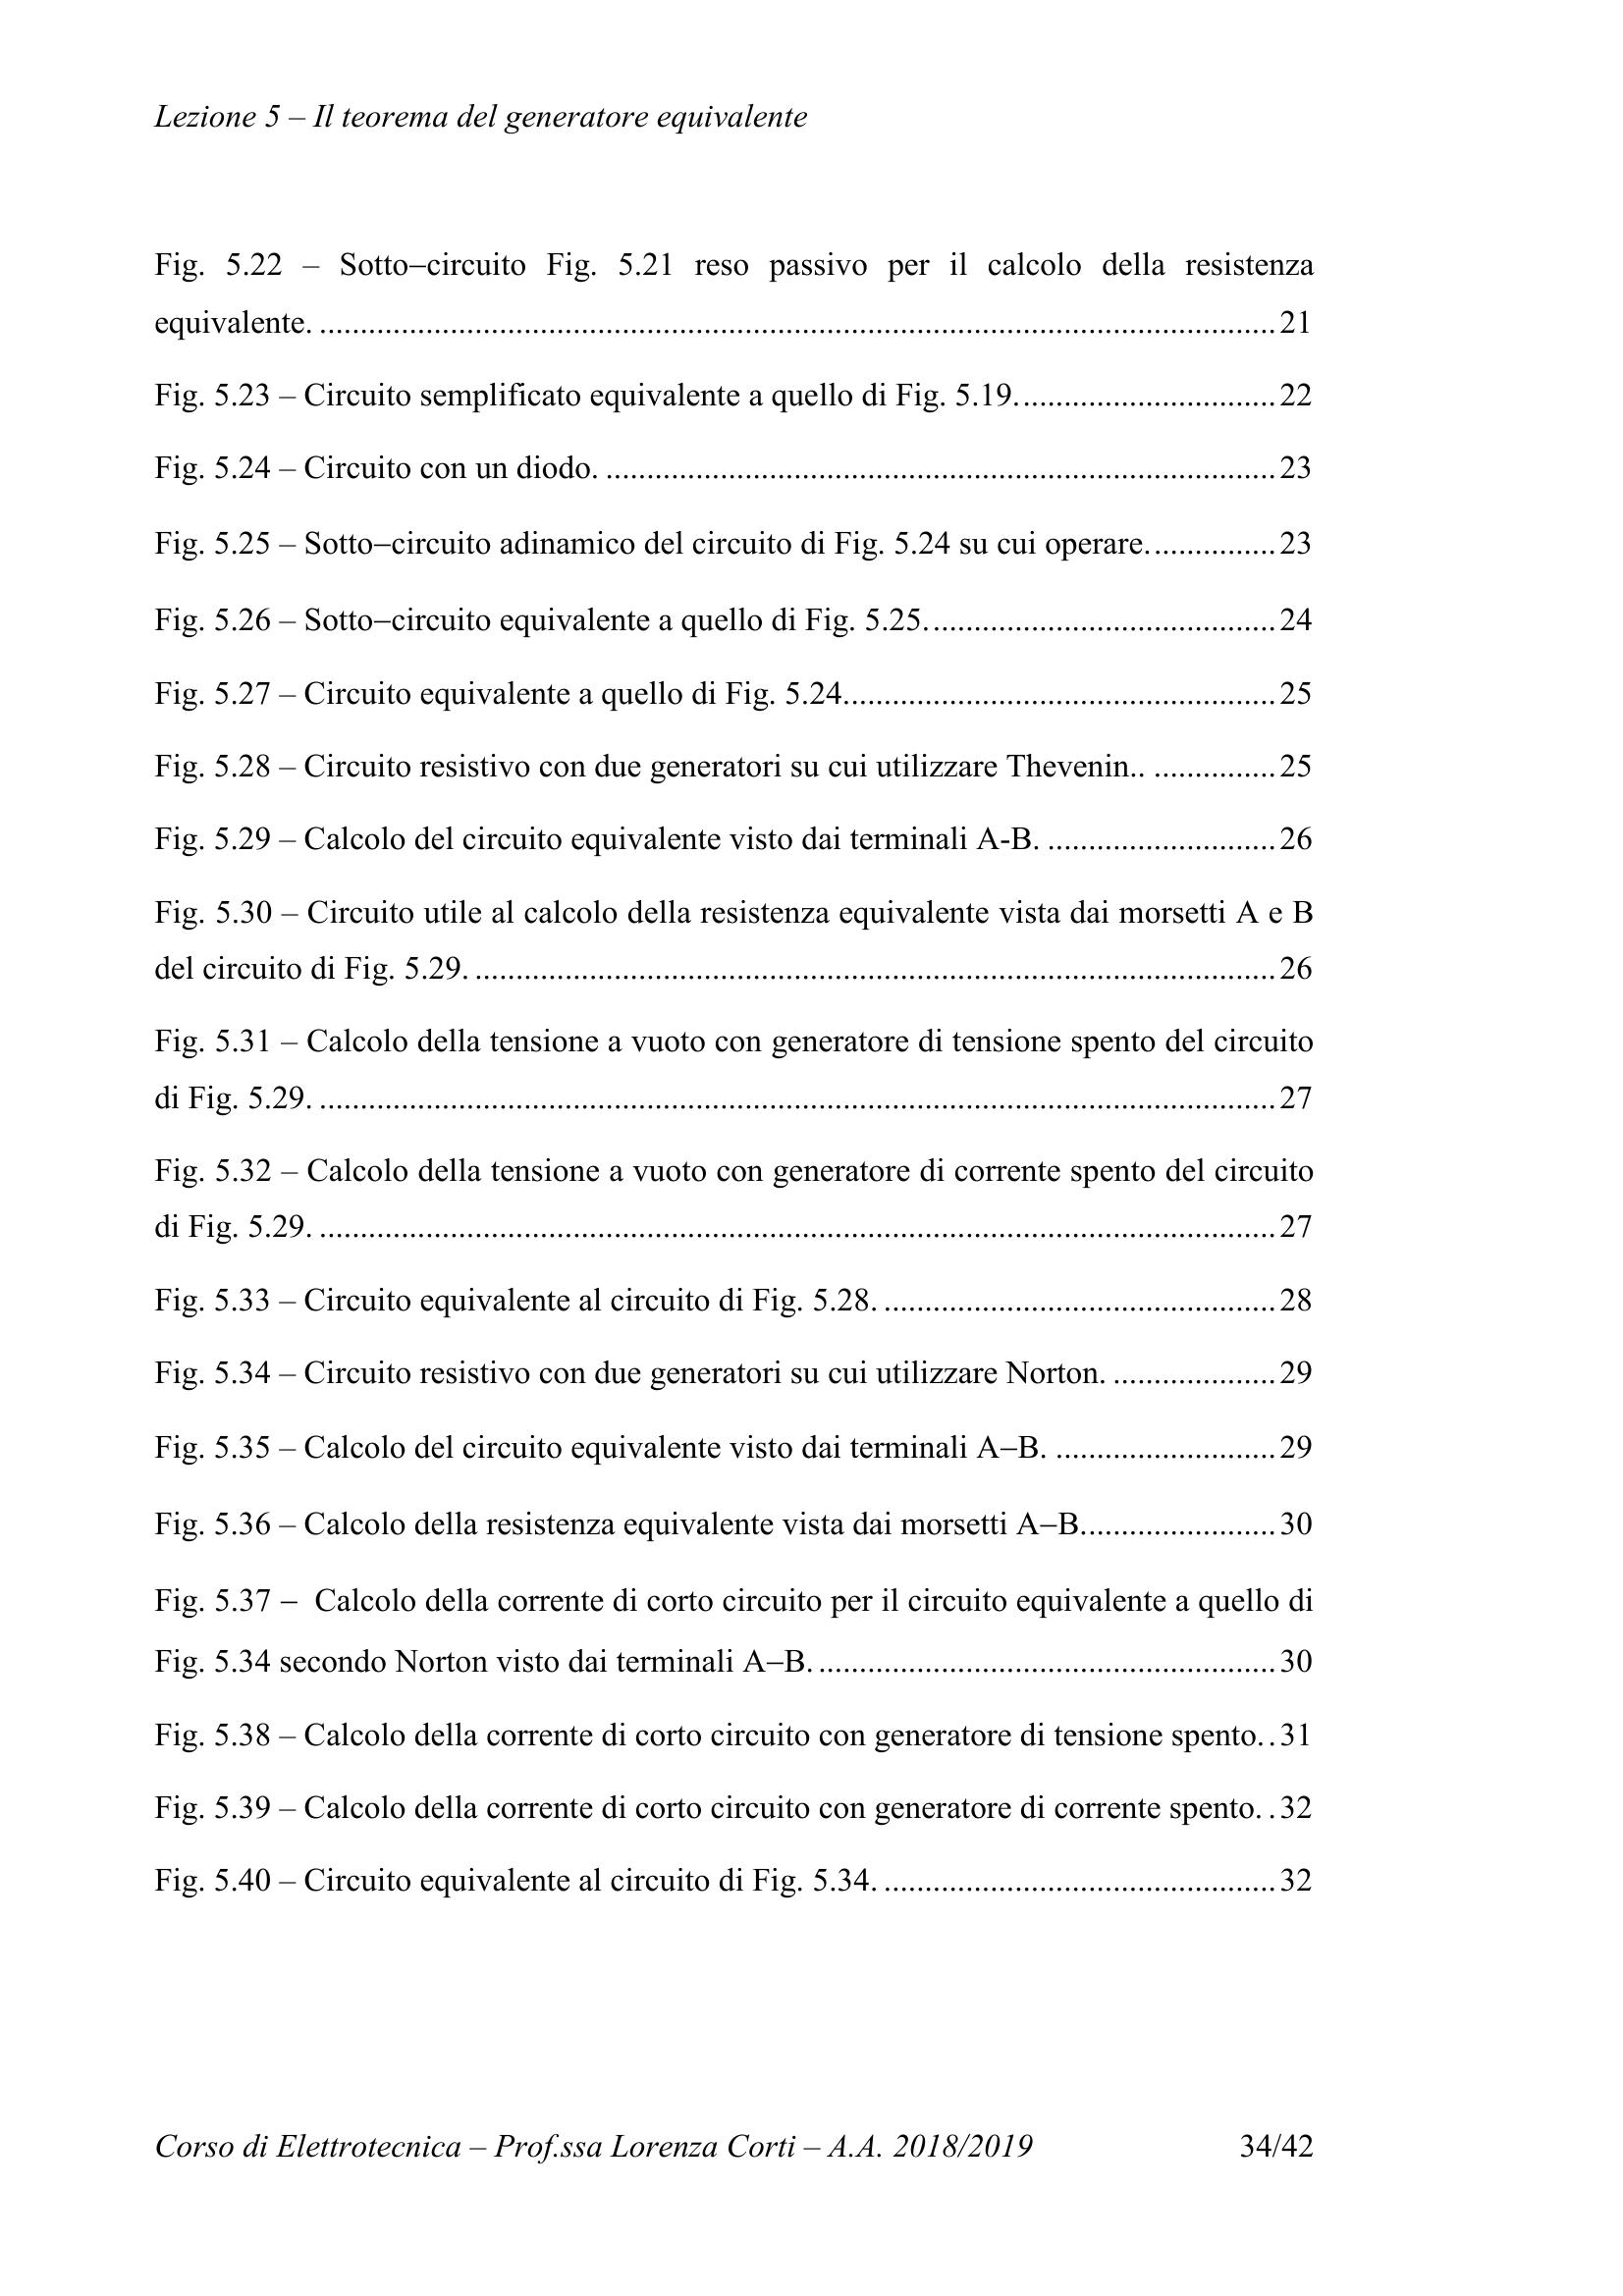 Lezione 5 – Il teorema del generatore equivalente
Fig. 5.22 – Sotto–circuito Fig. 5.21 reso passivo per il calcolo della resistenza
equivalente. ........................................................................................................................ 21
Fig. 5.23 – Circuito semplificato equivalente a quello di Fig. 5.19. ............................... 22
Fig. 5.24 – Circuito con un diodo. .................................................................................. 23
Fig. 5.25 – Sotto–circuito adinamico del circuito di Fig. 5.24 su cui operare. ............... 23
Fig. 5.26 – Sotto–circuito equivalente a quello di Fig. 5.25. .......................................... 24
Fig. 5.27 – Circuito equivalente a quello di Fig. 5.24. .................................................... 25
Fig. 5.28 – Circuito resistivo con due generatori su cui utilizzare Thevenin.. ............... 25
Fig. 5.29 – Calcolo del circuito equivalente visto dai terminali A-B. ............................ 26
Fig. 5.30 – Circuito utile al calcolo della resistenza equivalente vista dai morsetti A e B
del circuito di Fig. 5.29. .................................................................................................. 26
Fig. 5.31 – Calcolo della tensione a vuoto con generatore di tensione spento del circuito
di Fig. 5.29. ..................................................................................................................... 27
Fig. 5.32 – Calcolo della tensione a vuoto con generatore di corrente spento del circuito
di Fig. 5.29. ..................................................................................................................... 27
Fig. 5.33 – Circuito equivalente al circuito di Fig. 5.28. ................................................ 28
Fig. 5.34 – Circuito resistivo con due generatori su cui utilizzare Norton. .................... 29
Fig. 5.35 – Calcolo del circuito equivalente visto dai terminali A–B. ........................... 29
Fig. 5.36 – Calcolo della resistenza equivalente vista dai morsetti A–B. ....................... 30
Fig. 5.37 – Calcolo della corrente di corto circuito per il circuito equivalente a quello di
Fig. 5.34 secondo Norton visto dai terminali A–B. ........................................................ 30
Fig. 5.38 – Calcolo della corrente di corto circuito con generatore di tensione spento. . 31
Fig. 5.39 – Calcolo della corrente di corto circuito con generatore di corrente spento. . 32
Fig. 5.40 – Circuito equivalente al circuito di Fig. 5.34. ................................................ 32
Corso di Elettrotecnica – Prof.ssa Lorenza Corti – A.A. 2018/2019 34/42